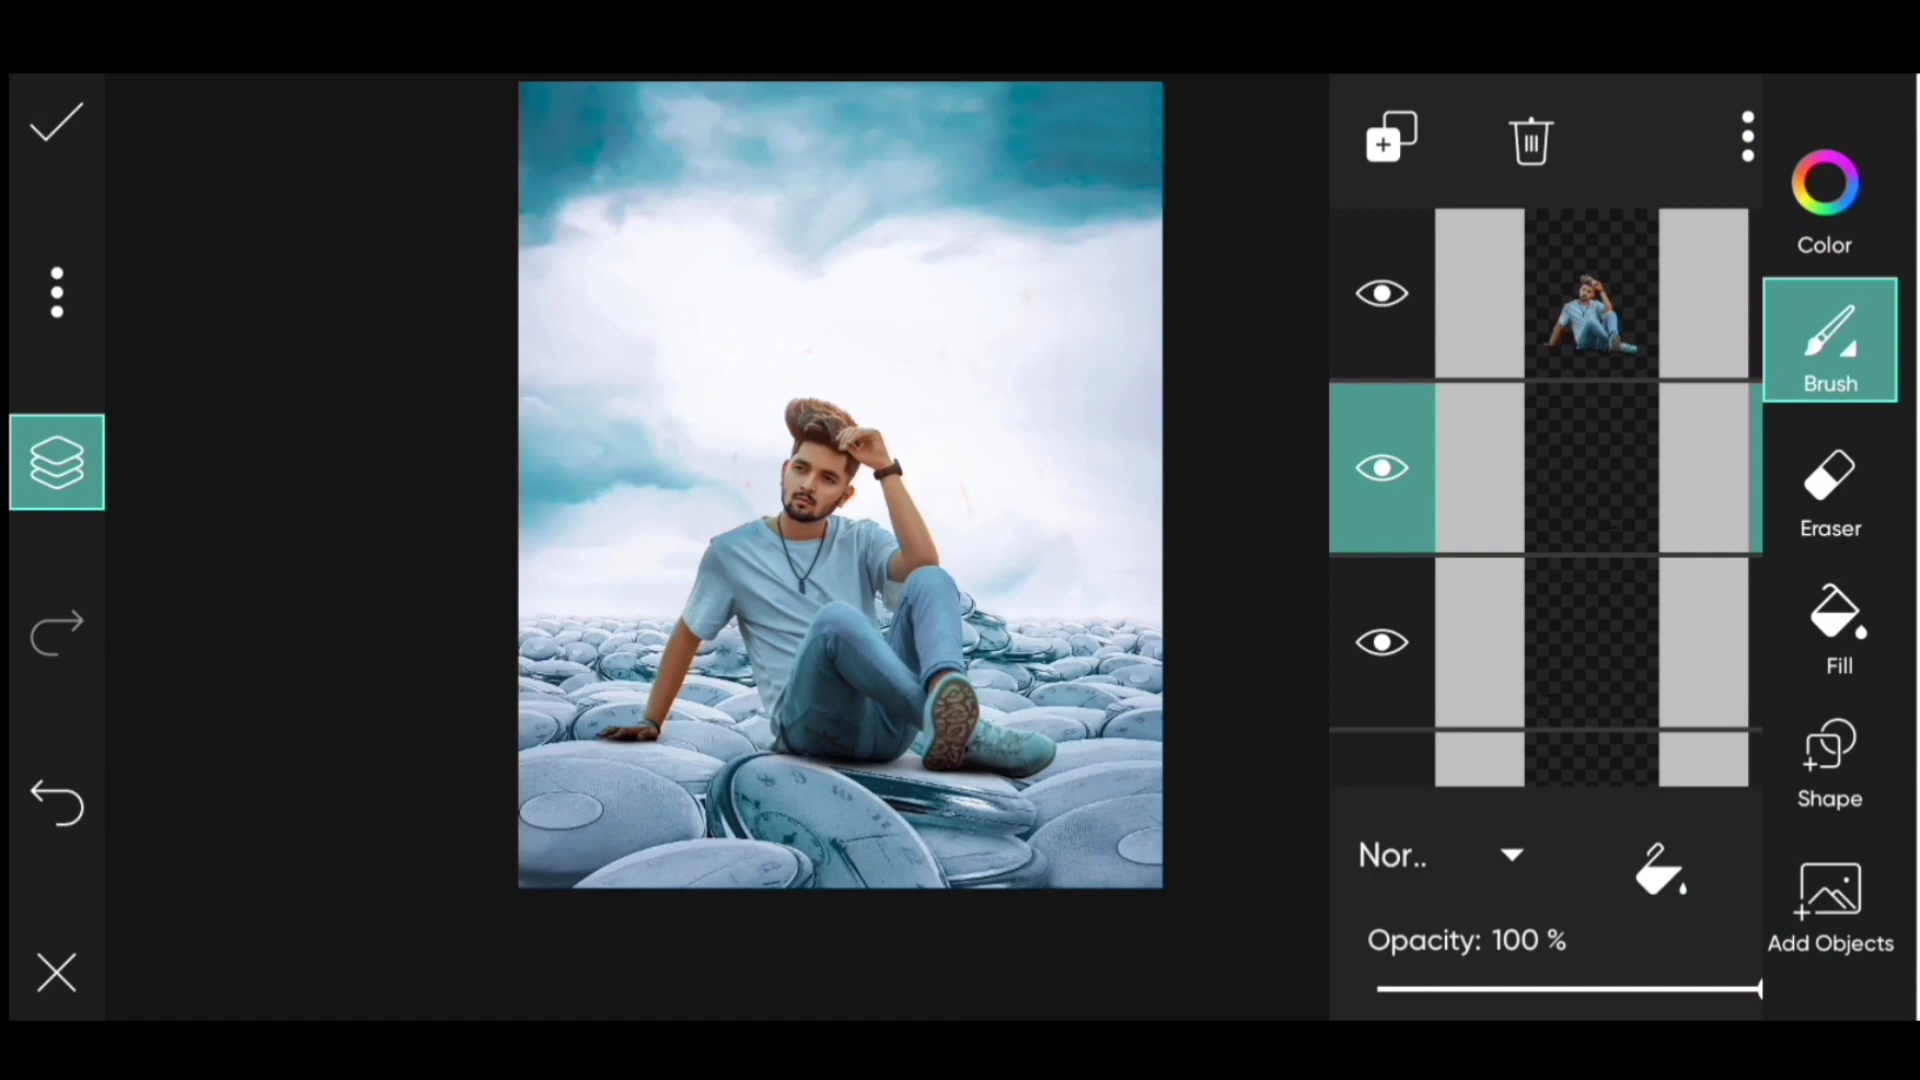 Color
Brush
Eraser
Fill
Shape
Nor..
Opacity: 100 %
Add Objects